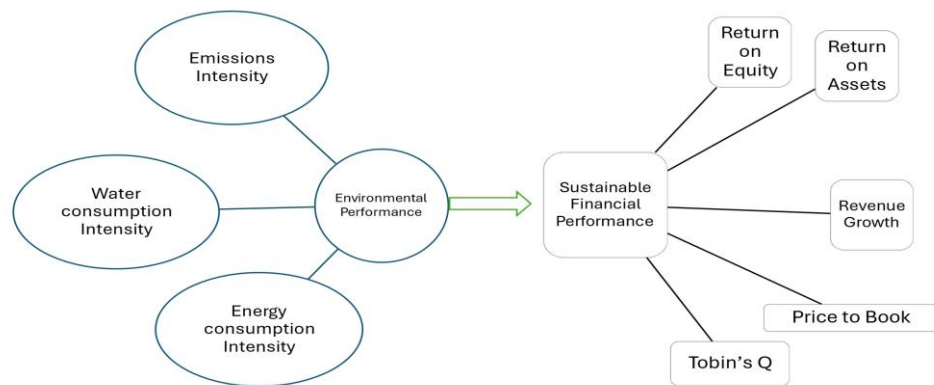 Emissions
Intensity
Water
consumption
Intensity
Energy
consumption
Intensity
Environmental
Performance
Sustainable
Financial
Performance
Return
on
Equity
Return
on
Assets
Revenue
Growth
Price to Book
Tobin's Q